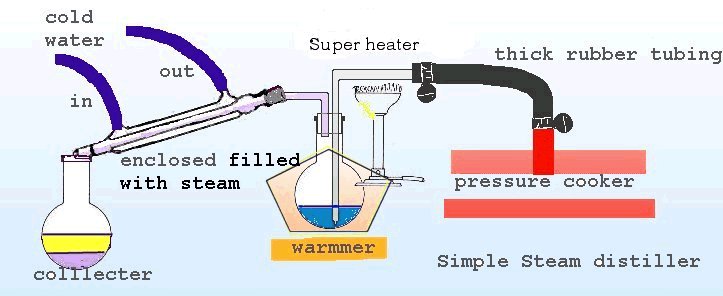 cold
water
in
out
Super heater
thick rubber tubing
enclosed filled
with steam
pressure cooker
warmmer
colllecter
Simple Steam distiller